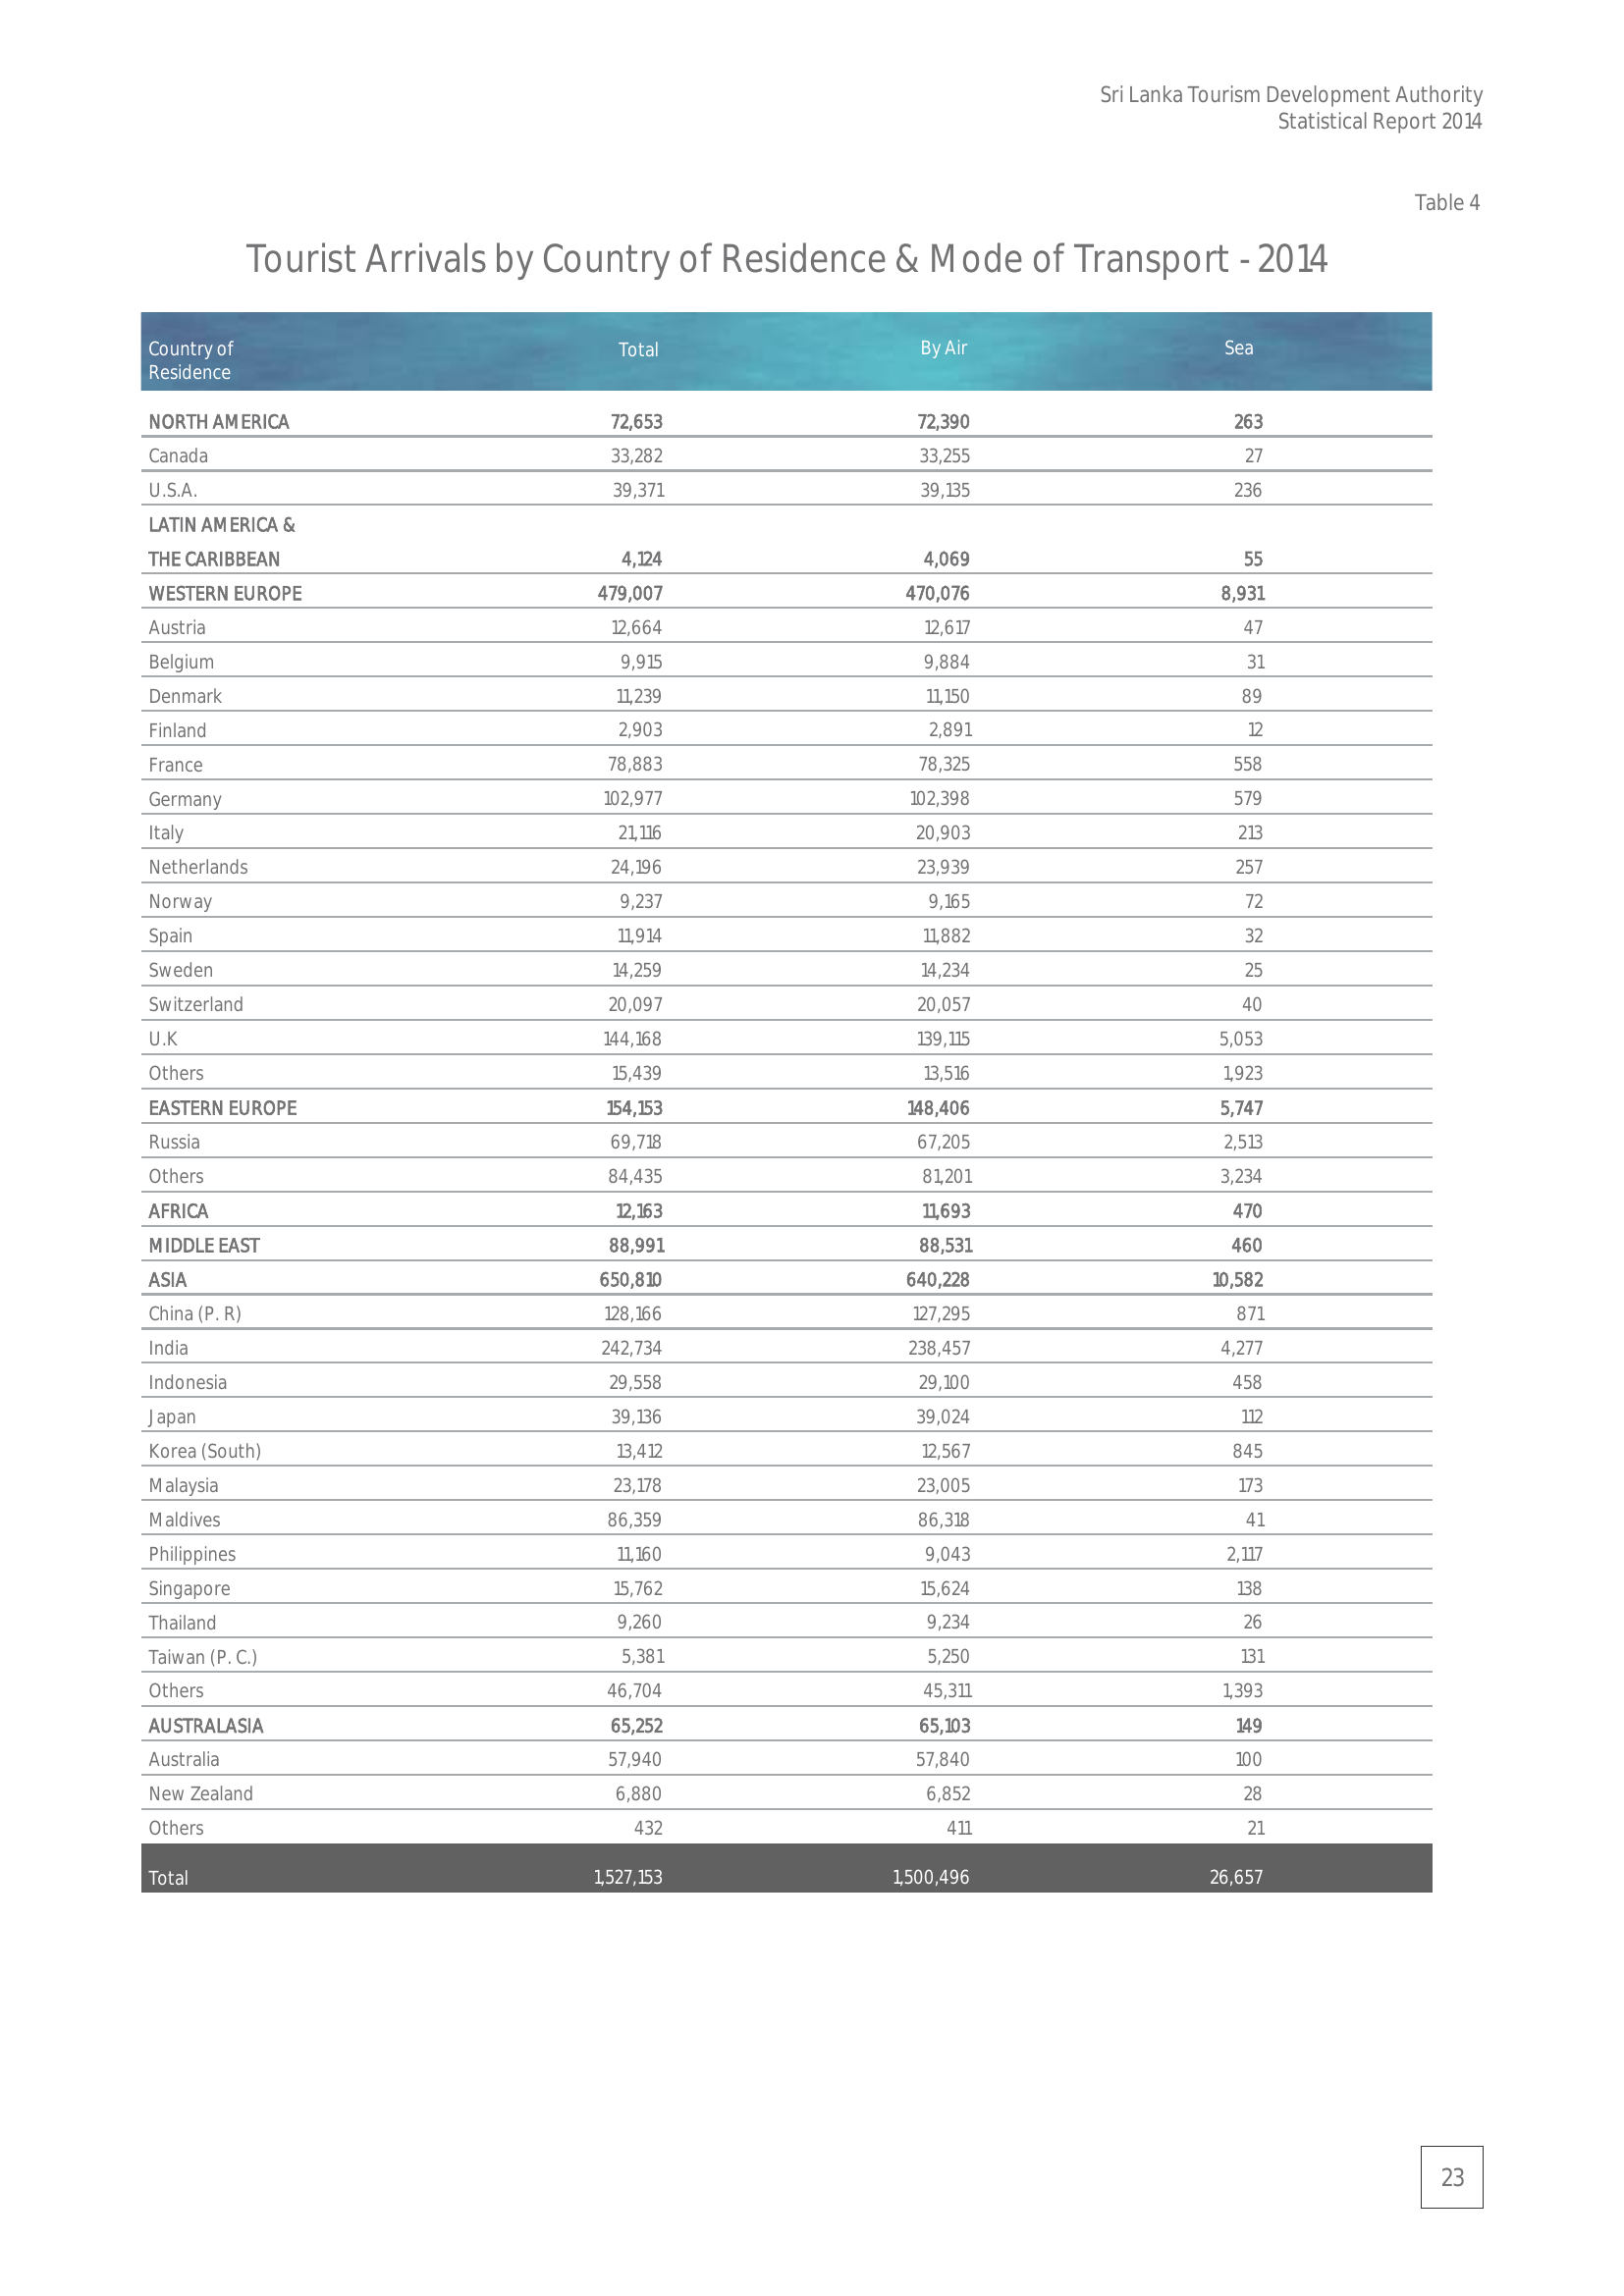 Sri Lanka Tourism Development Authority
Statistical Report 2014
Table 4
Tourist Arrivals by Country of Residence & Mode of Transport - 2014
Country of Residence Total By Air Sea
NORTH AMERICA 72,653 72,390 263
Canada 33,282 33,255 27
U.S.A. 39,371 39,135 236
LATIN AMERICA &
THE CARIBBEAN 4,124 4,069 55
WESTERN EUROPE 479,007 470,076 8,931
Austria 12,664 12,617 47
Belgium 9,915 9,884 31
Denmark 11,239 11,150 89
Finland 2,903 2,891 12
France 78,883 78,325 558
Germany 102,977 102,398 579
Italy 21,116 20,903 213
Netherlands 24,196 23,939 257
Norway 9,237 9,165 72
Spain 11,914 11,882 32
Sweden 14,259 14,234 25
Switzerland 20,097 20,057 40
U.K 144,168 139,115 5,053
Others 15,439 13,516 1,923
EASTERN EUROPE 154,153 148,406 5,747
Russia 69,718 67,205 2,513
Others 84,435 81,201 3,234
AFRICA 12,163 11,693 470
MIDDLE EAST 88,991 88,531 460
ASIA 650,810 640,228 10,582
China (P. R) 128,166 127,295 871
India 242,734 238,457 4,277
Indonesia 29,558 29,100 458
Japan 39,136 39,024 112
Korea (South) 13,412 12,567 845
Malaysia 23,178 23,005 173
Maldives 86,359 86,318 41
Philippines 11,160 9,043 2,117
Singapore 15,762 15,624 138
Thailand 9,260 9,234 26
Taiwan (P. C.) 5,381 5,250 131
Others 46,704 45,311 1,393
AUSTRALASIA 65,252 65,103 149
Australia 57,940 57,840 100
New Zealand 6,880 6,852 28
Others 432 411 21
Total 1,527,153 1,500,496 26,657
23